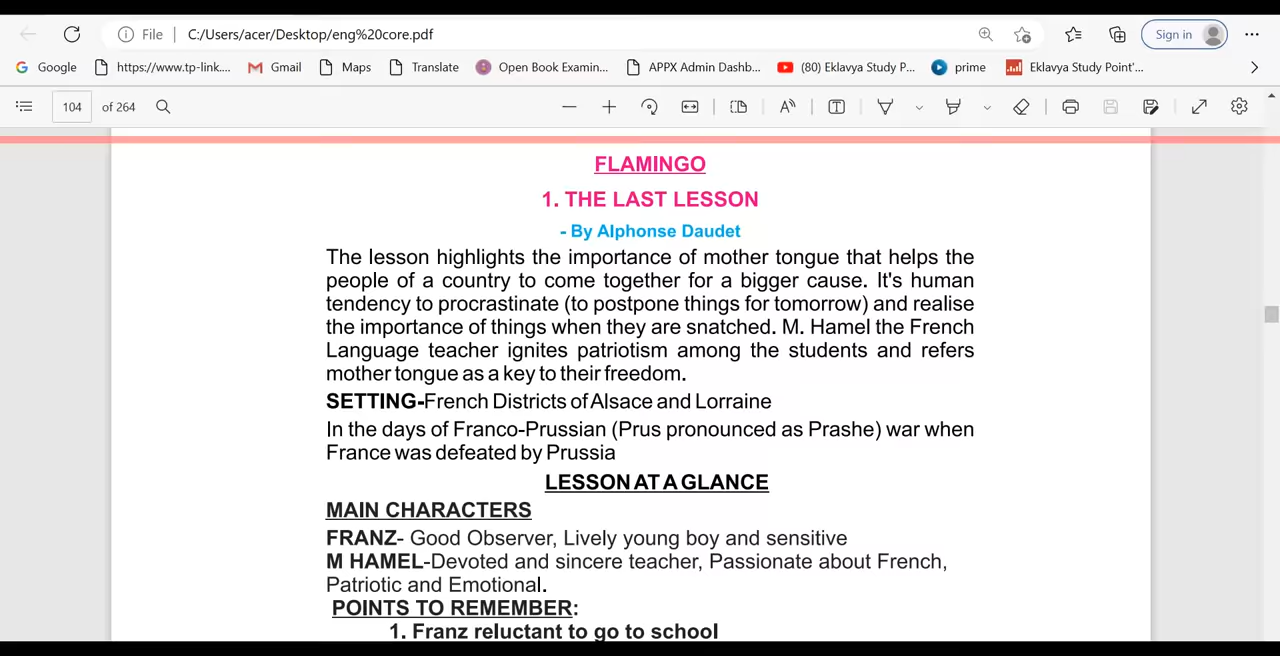 File C:/Users/acer/Desktop/eng%20core.pdf Sign in
Google https://www.tp-link.... Gmail Maps Translate Open Book Examin... APPX Admin Dashb... (80) Eklavya Study P... prime Eklavya Study Point'...
104 of 264
FLAMINGO
1. THE LAST LESSON
- By Alphonse Daudet
The lesson highlights the importance of mother tongue that helps the
people of a country to come together for a bigger cause. It's human
tendency to procrastinate (to postpone things for tomorrow) and realise
the importance of things when they are snatched. M. Hamel the French
Language teacher ignites patriotism among the students and refers
mother tongue as a key to their freedom.
SETTING-French Districts of Alsace and Lorraine
In the days of Franco-Prussian (Prus pronounced as Prashe) war when
France was defeated by Prussia
LESSON AT A GLANCE
MAIN CHARACTERS
FRANZ- Good Observer, Lively young boy and sensitive
M HAMEL-Devoted and sincere teacher, Passionate about French,
Patriotic and Emotional.
POINTS TO REMEMBER:
1. Franz reluctant to go to school